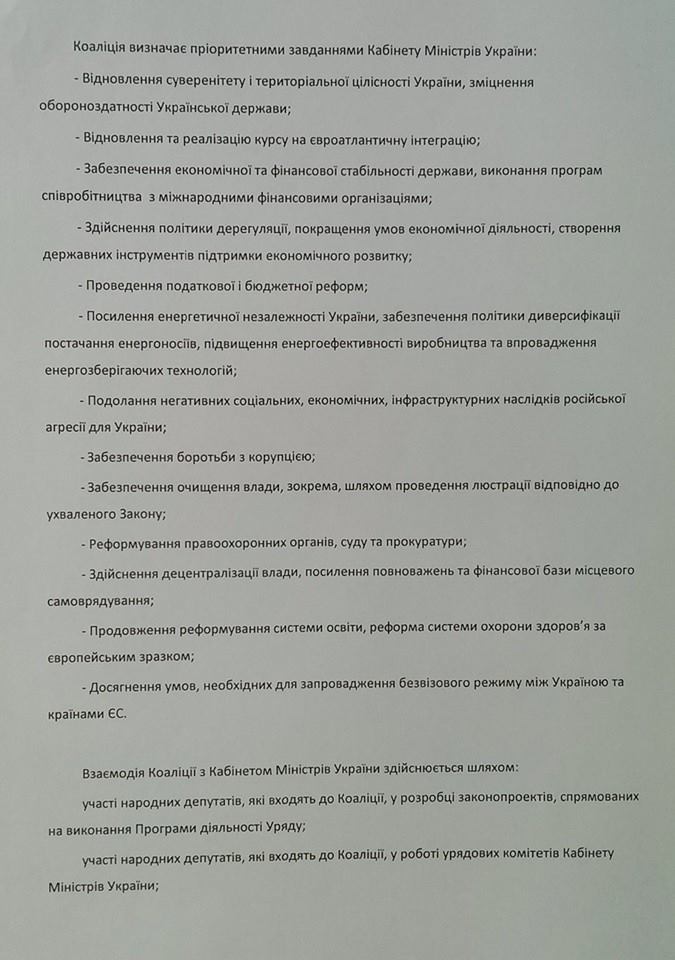 Коаліція визначає пріоритетними завданнями Кабінету Міністрів України:
- Відновлення суверенітету і територіальної цілісності України, зміцнення
обороноздатності Української держави;
- Відновлення та реалізацію курсу на євроатлантичну інтеграцію;
- Забезпечення економічної та фінансової стабільності держави, виконання програм
співробітництва з міжнародними фінансовими організаціями;
- Здійснення політики дерегуляції, покращення умов економічної діяльності, створення
державних інструментів підтримки економічного розвитку;
- Проведення податкової і бюджетної реформ;
- Посилення енергетичної незалежності України, забезпечення політики диверсифікації
постачання енергоносіїв, підвищення енергоефективності виробництва та впровадження
енергозберігаючих технологій;
- Подолання негативних соціальних, економічних, інфраструктурних наслідків російської
агресії для України;
- Забезпечення боротьби з корупцією;
- Забезпечення очищення влади, зокрема, шляхом проведення люстрації відповідно до
ухваленого Закону;
- Реформування правоохоронних органів, суду та прокуратури;
- Здійснення децентралізації влади, посилення повноважень та фінансової бази місцевого
самоврядування;
- Продовження реформування системи освіти, реформа системи охорони здоров’я за
європейським зразком;
- Досягнення умов, необхідних для запровадження безвізового режиму між Україною та
країнами ЄС.
Взаємодія Коаліції з Кабінетом Міністрів України здійснюється шляхом:
участі народних депутатів, які входять до Коаліції, у розробці законопроектів, спрямованих
на виконання Програми діяльності Уряду;
участі народних депутатів, які входять до Коаліції, у роботі урядових комітетів Кабінету
Міністрів України;